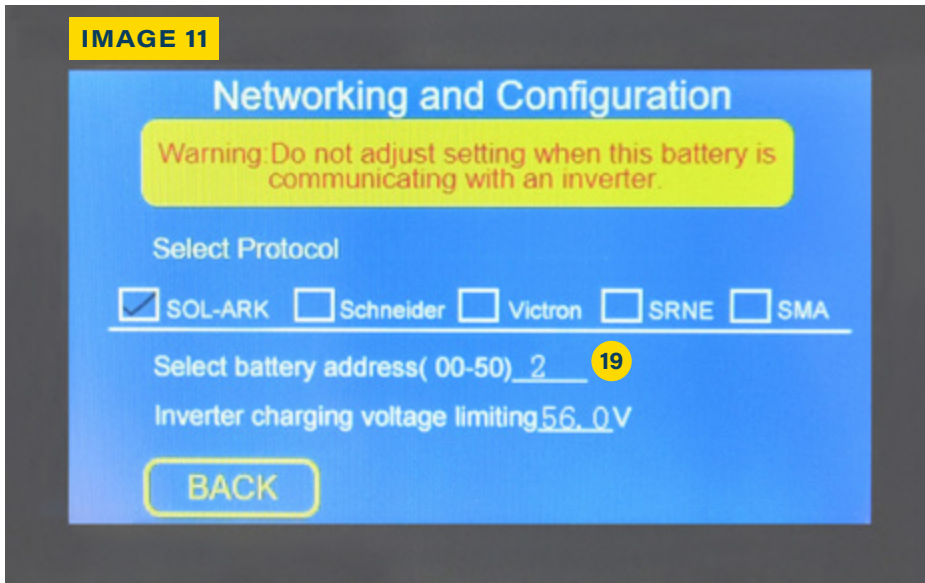 IMAGE 11
Networking and Configuration
Warning:Do not adjust setting when this battery is
communicating with an inverter.
Select Protocol
SOL-ARK Schneider Victron SRNE SMA
Select battery address( 00-50) 2 19
Inverter charging voltage limiting 56.0V
BACK